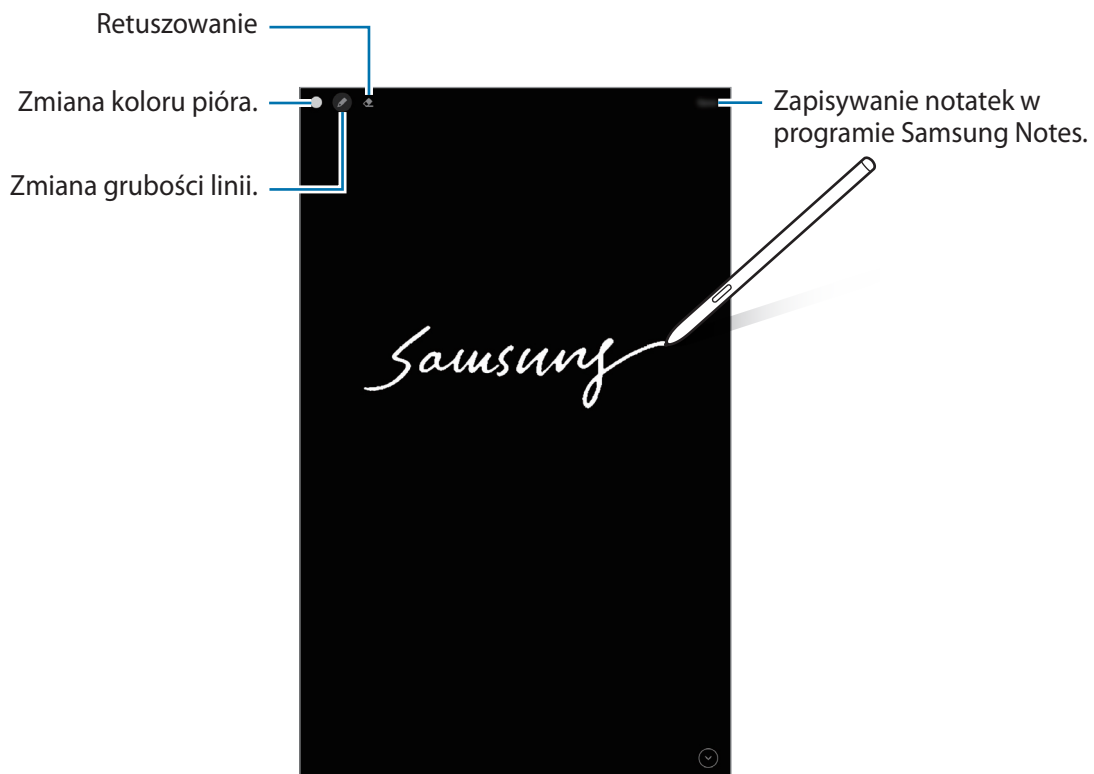 Retuszowanie
Zmiana koloru pióra.
Zapisywanie notatek w
programie Samsung Notes.
Zmiana grubości linii.
Samsung